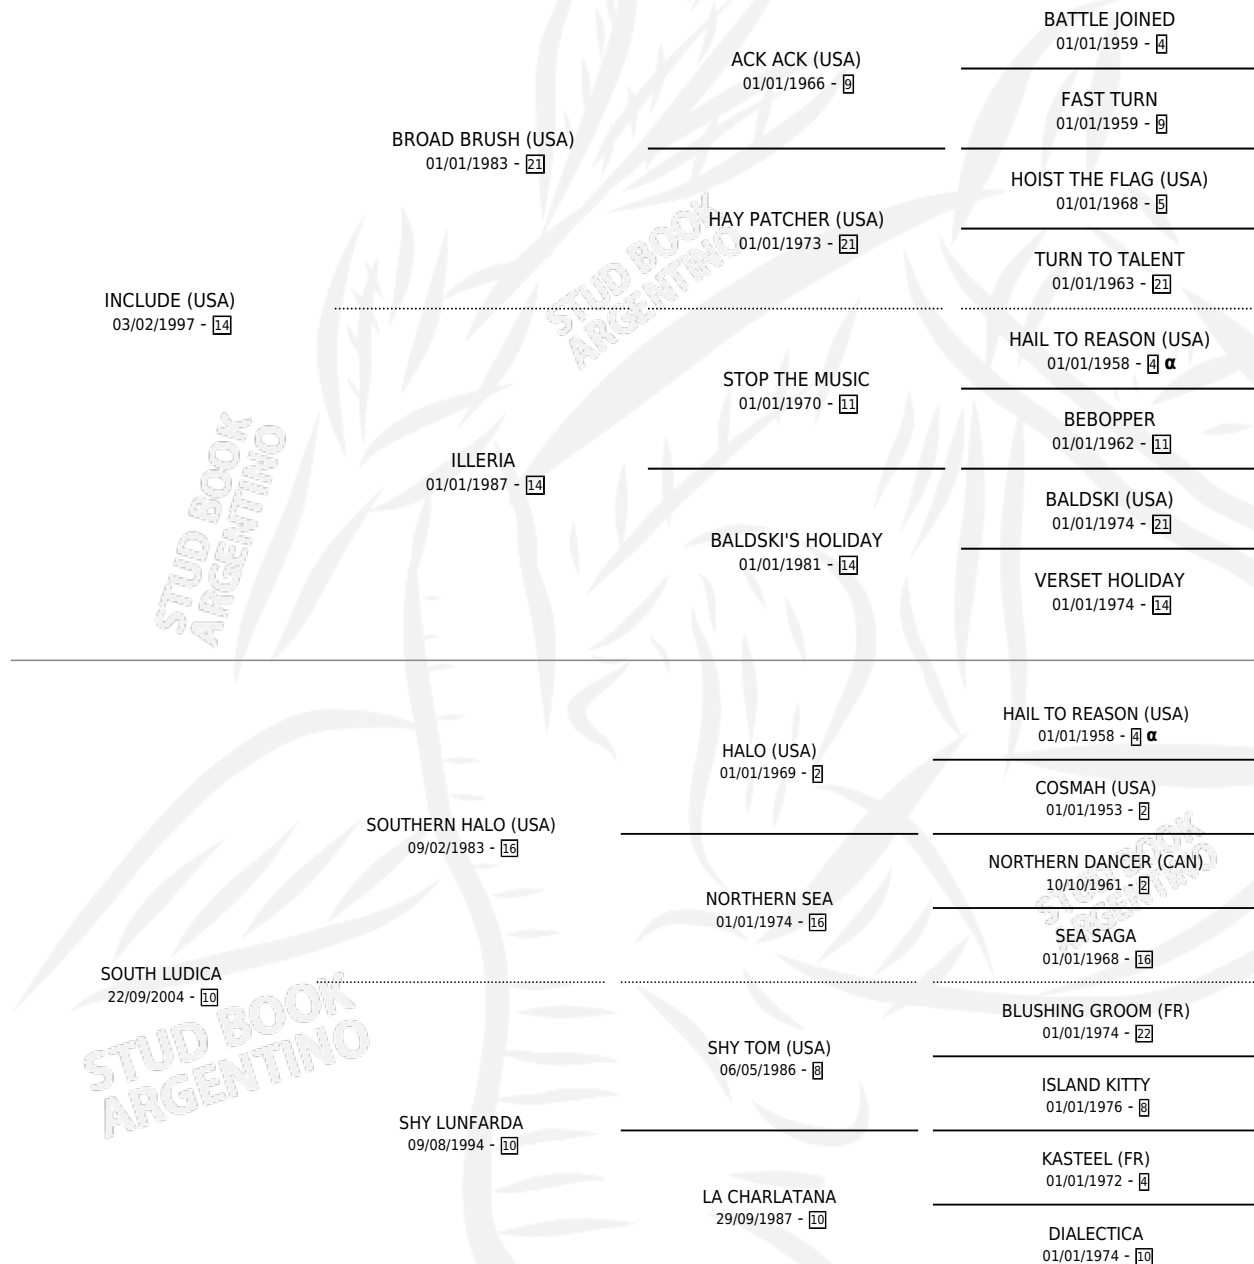 BATTLE JOINED
01/01/1959 - 4
ACK ACK (USA)
01/01/1966 - 9
FAST TURN
01/01/1959 - 9
BROAD BRUSH (USA)
01/01/1983 - 21
HOIST THE FLAG (USA)
01/01/1968 - 5
HAY PATCHER (USA)
01/01/1973 - 21
TURN TO TALENT
01/01/1963 - 21
INCLUDE (USA)
03/02/1997 - 14
HAIL TO REASON (USA)
01/01/1958 - 4 α
STOP THE MUSIC
01/01/1970 - 11
BEBOPPER
01/01/1962 - 11
ILLERIA
01/01/1987 - 14
BALDSKI (USA)
01/01/1974 - 21
BALDSKI'S HOLIDAY
01/01/1981 - 14
VERSET HOLIDAY
01/01/1974 - 14
HAIL TO REASON (USA)
01/01/1958 - 4 α
HALO (USA)
01/01/1969 - 2
COSMAH (USA)
01/01/1953 - 2
SOUTHERN HALO (USA)
09/02/1983 - 16
NORTHERN DANCER (CAN)
10/10/1961 - 2
NORTHERN SEA
01/01/1974 - 16
SEA SAGA
01/01/1968 - 16
SOUTH LUDICA
22/09/2004 - 10
BLUSHING GROOM (FR)
01/01/1974 - 22
SHY TOM (USA)
06/05/1986 - 8
ISLAND KITTY
01/01/1976 - 8
SHY LUNFARDA
09/08/1994 - 10
KASTEEL (FR)
01/01/1972 - 4
LA CHARLATANA
29/09/1987 - 10
DIALECTICA
01/01/1974 - 10
STUD BOOK
ARGENTINO
STUD BOOK
ARGENTINO
STUD BOOK
ARGENTINO
STUD BOOK
ARGENTINO